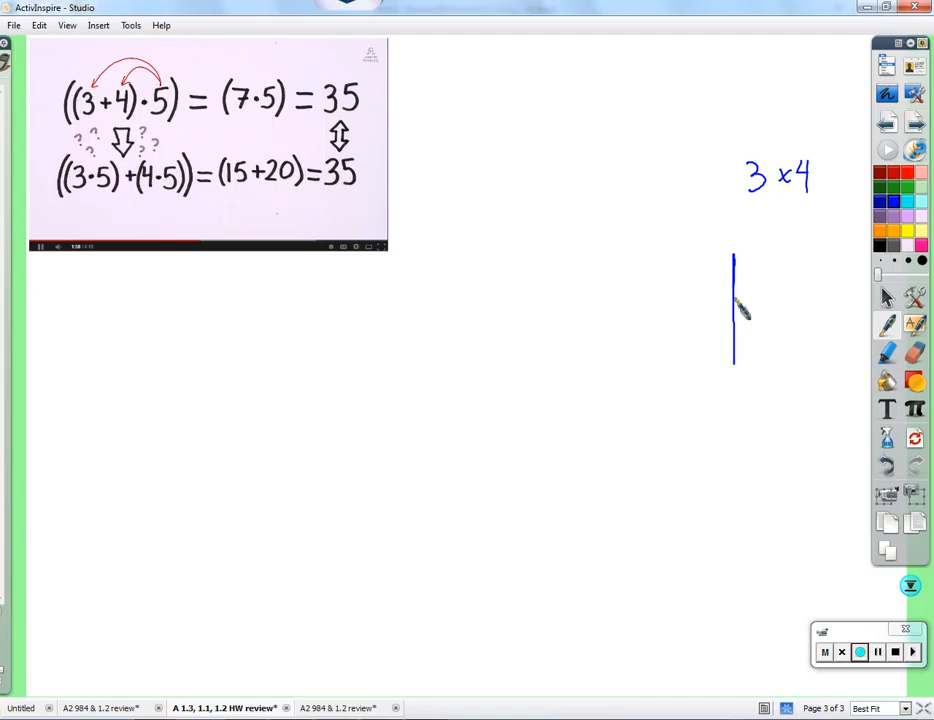 ActivInspire - Studio
File Edit View Insert Tools Help
((3+4)·5) = (7·5) = 35
? ? ? ? ? ?
((3·5)+(4·5))=(15+20)=35
3 x4
T π
M
Untitled A2 984 & 1.2 review* A 1.3, 1.1, 1.2 HW review* A2 984 & 1.2 review* Page 3 of 3 Best Fit